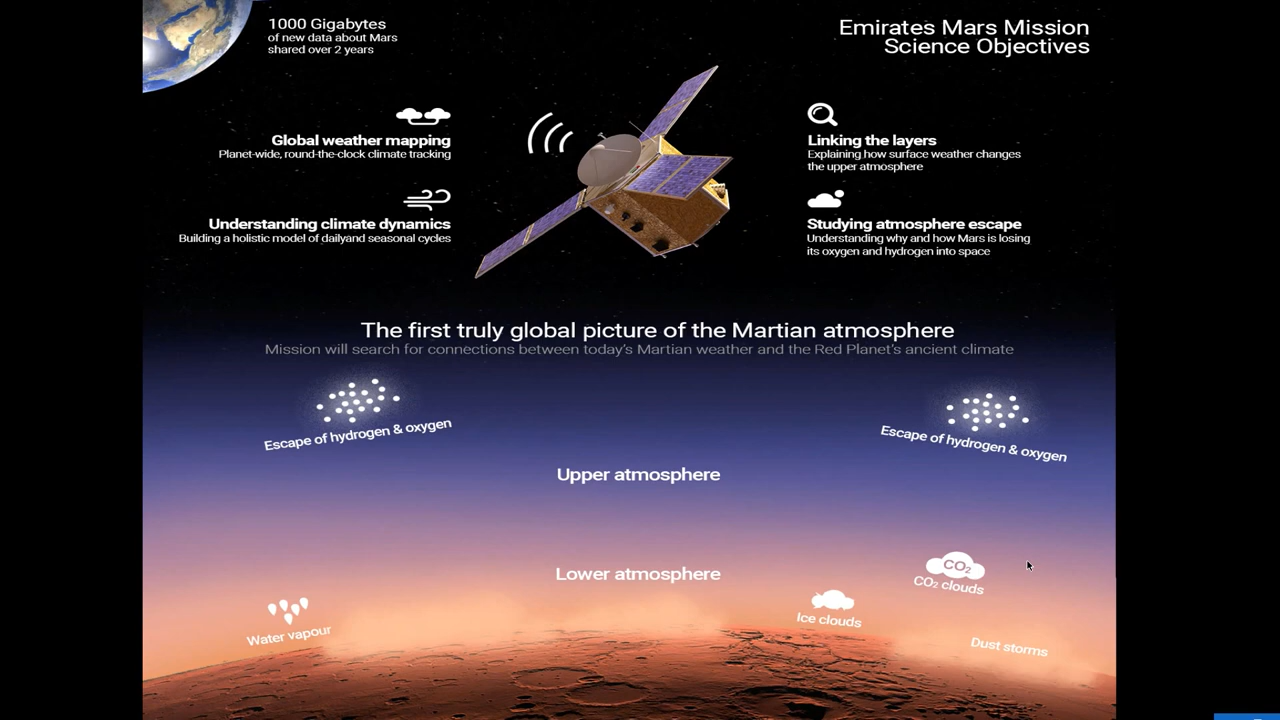 1000 Gigabytes
of new data about Mars
shared over 2 years
Emirates Mars Mission
Science Objectives
Global weather mapping
Planet-wide, round-the-clock climate tracking
Linking the layers
Explaining how surface weather changes
the upper atmosphere
Understanding climate dynamics
Building a holistic model of dailyand seasonal cycles
Studying atmosphere escape
Understanding why and how Mars is losing
its oxygen and hydrogen into space
The first truly global picture of the Martian atmosphere
Mission will search for connections between today's Martian weather and the Red Planet's ancient climate
Escape of hydrogen & oxygen
Escape of hydrogen & oxygen
Upper atmosphere
Lower atmosphere
CO₂
CO₂ clouds
Ice clouds
Water vapour
Dust storms